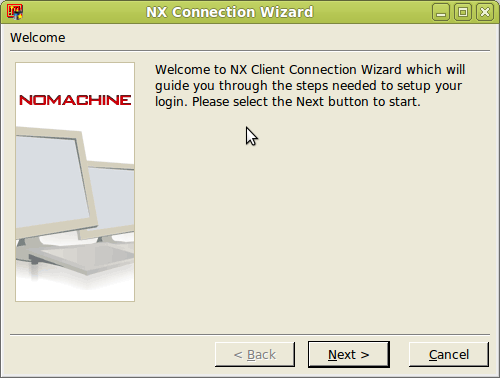 NX Connection Wizard
Welcome
NOMACHINE
Welcome to NX Client Connection Wizard which will
guide you through the steps needed to setup your
login. Please select the Next button to start.
< Back
Next >
Cancel